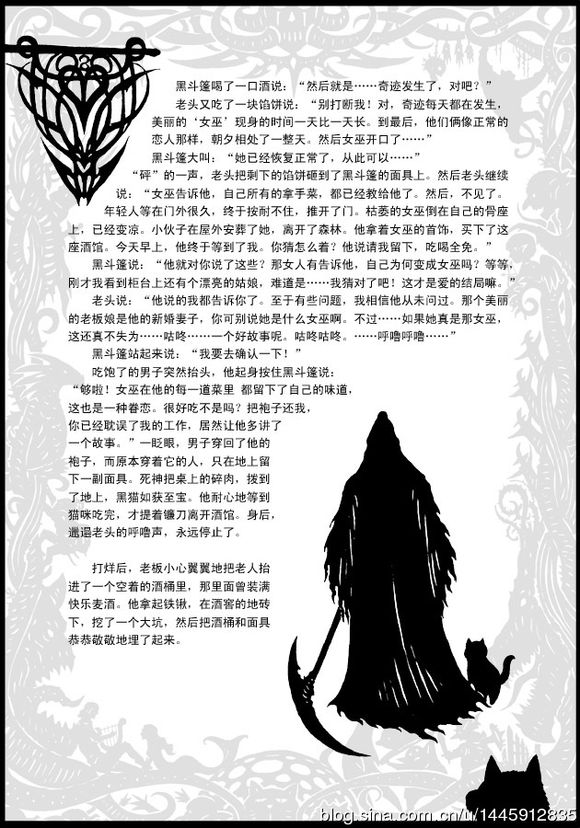 黑斗篷喝了一口酒说：“然后就是……奇迹发生了，对吧？”
老头又吃了一块馅饼说：“别打断我！对，奇迹每天都在发生，
美丽的‘女巫’现身的时间一天比一天长。到最后，他们俩像正常的
恋人那样，朝夕相处了一整天。然后女巫开口了……”
黑斗篷大叫：“她已经恢复正常了，从此可以……”
“砰”的一声，老头把剩下的馅饼砸到了黑斗篷的面具上。然后老头继续
说：“女巫告诉他，自己所有的拿手菜，都已经教给他了。然后，不见了。
年轻人等在门外很久，终于按耐不住，推开了门。枯萎的女巫倒在自己的骨座
上，已经变凉。小伙子在屋外安葬了她，离开了森林。他拿着女巫的首饰，买下了这
座酒馆。今天早上，他终于等到了我。你猜怎么着？他说请我留下，吃喝全免。”
黑斗篷说：“他就对你说了这些？那女人有告诉他，自己为何变成女巫吗？等等，
刚才我看到柜台上还有个漂亮的姑娘，难道是……我猜对了吧！这才是爱的结局嘛。”
老头说：“他说的我都告诉你了。至于有些问题，我相信他从未问过。那个美丽
的老板娘是他的新婚妻子，你可别说她是什么女巫啊。不过……如果她真是那女巫，
这还真不失为……咕咚……一个好故事呢。咕咚咕咚。……呼噜呼噜……”
黑斗篷站起来说：“我要去确认一下！”
吃饱了的男子突然抬头，他起身按住黑斗篷说：
“够啦！女巫在他的每一道菜里 都留下了自己的味道，
这也是一种眷恋。很好吃不是吗？把袍子还我，
你已经耽误了我的工作，居然让他多讲了
一个故事。”一眨眼，男子穿回了他的
袍子，而原本穿着它的人，只在地上留
下一副面具。死神把桌上的碎肉，拨到
了地上，黑猫如获至宝。他耐心地等到
猫咪吃完，才提着镰刀离开酒馆。身后，
邋遢老头的呼噜声，永远停止了。
打烊后，老板小心翼翼地把老人抬
进了一个空着的酒桶里，那里面曾装满
快乐麦酒。他拿起铁锹，在酒窖的地砖
下，挖了一个大坑，然后把酒桶和面具
恭恭敬敬地埋了起来。
blog.sina.com.cn/u/1445912835